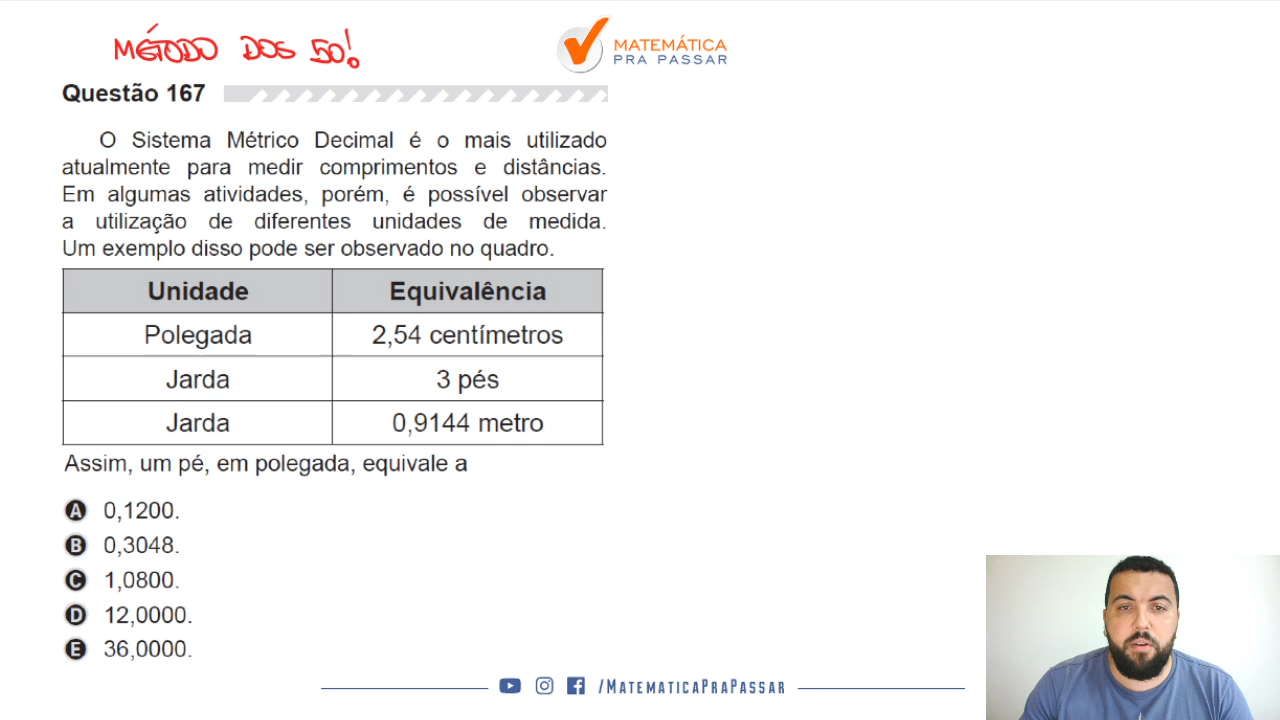 MÉTODO DOS 50!
MATEMÁTICA
PRA PASSAR
Questão 167
O Sistema Métrico Decimal é o mais utilizado
atualmente para medir comprimentos e distâncias.
Em algumas atividades, porém, é possível observar
a utilização de diferentes unidades de medida.
Um exemplo disso pode ser observado no quadro.
Unidade Equivalência
Polegada 2,54 centímetros
Jarda 3 pés
Jarda 0,9144 metro
Assim, um pé, em polegada, equivale a
A 0,1200.
B 0,3048.
C 1,0800.
D 12,0000.
E 36,0000.
/MATEMATICAPRAPASSAR